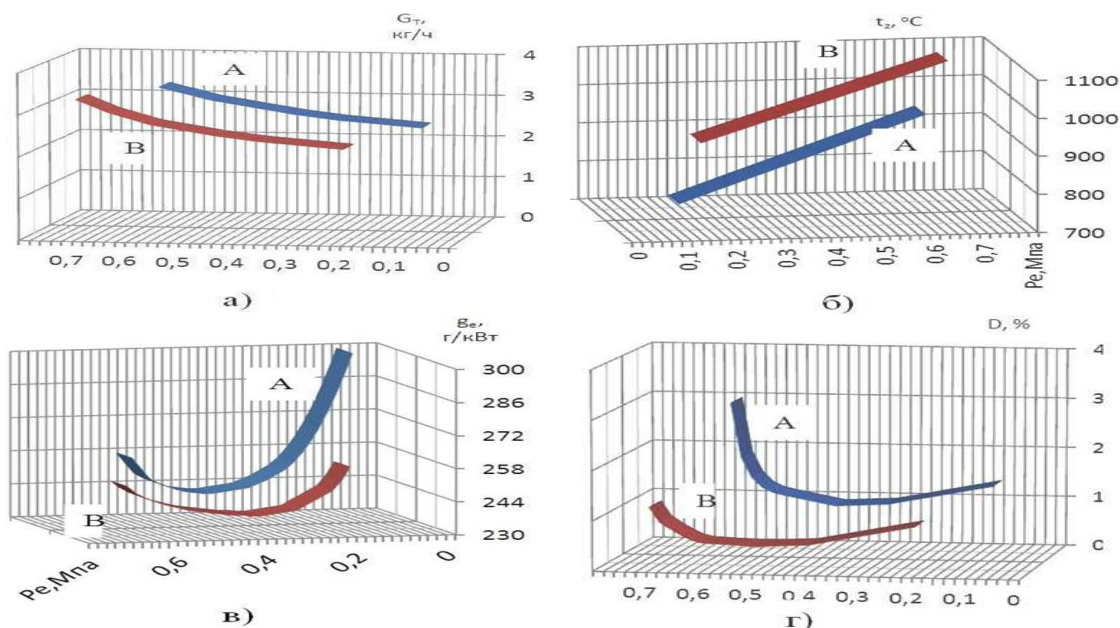 Gт,
кг/ч
A
B
4
3
2
1
0
0,7 0,6 0,5 0,4 0,3 0,2 0,1 0
а)
t₂, °C
B
A
1100
1000
900
800
700
0 0,1 0,2 0,3 0,4 0,5 0,6 0,7 Pe,Мпа
б)
gₑ,
г/кВт
A
B
300
286
272
258
244
230
Pe,Мпа 0,6 0,4 0,2 0
в)
D, %
A
B
4
3
2
1
0
0,7 0,6 0,5 0 4 0,3 0,2 0,1 0
г)